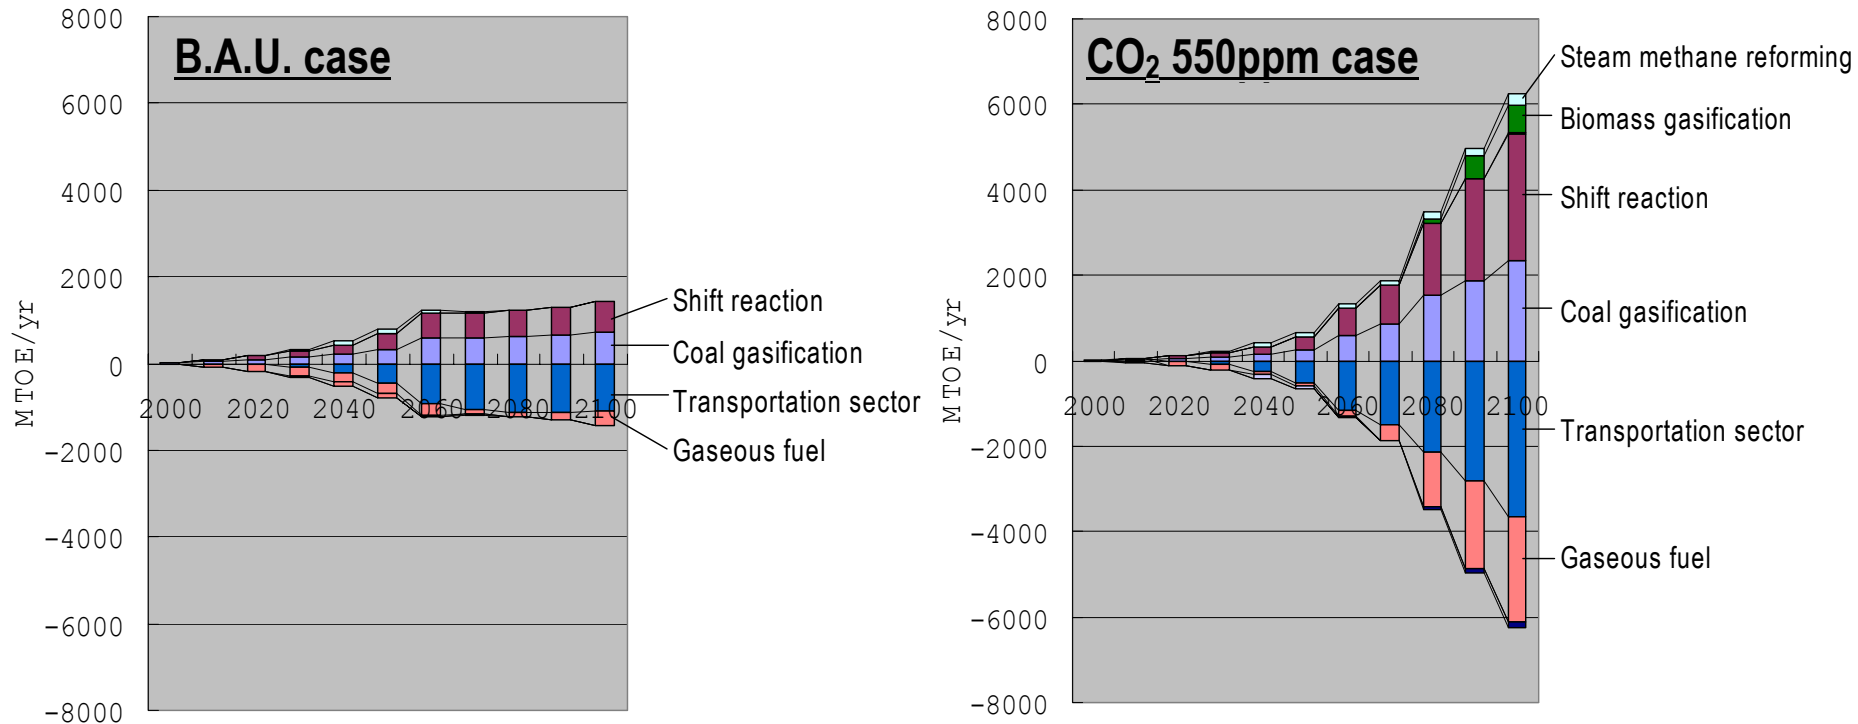 B.A.U. case
8000
6000
4000
2000
0
-2000
-4000
-6000
-8000
MTOE/yr
2000 2020 2040 2060 2080 2100
Shift reaction
Coal gasification
Transportation sector
Gaseous fuel
CO₂ 550ppm case
8000
6000
4000
2000
0
-2000
-4000
-6000
-8000
MTOE/yr
2000 2020 2040 2060 2080 2100
Steam methane reforming
Biomass gasification
Shift reaction
Coal gasification
Transportation sector
Gaseous fuel